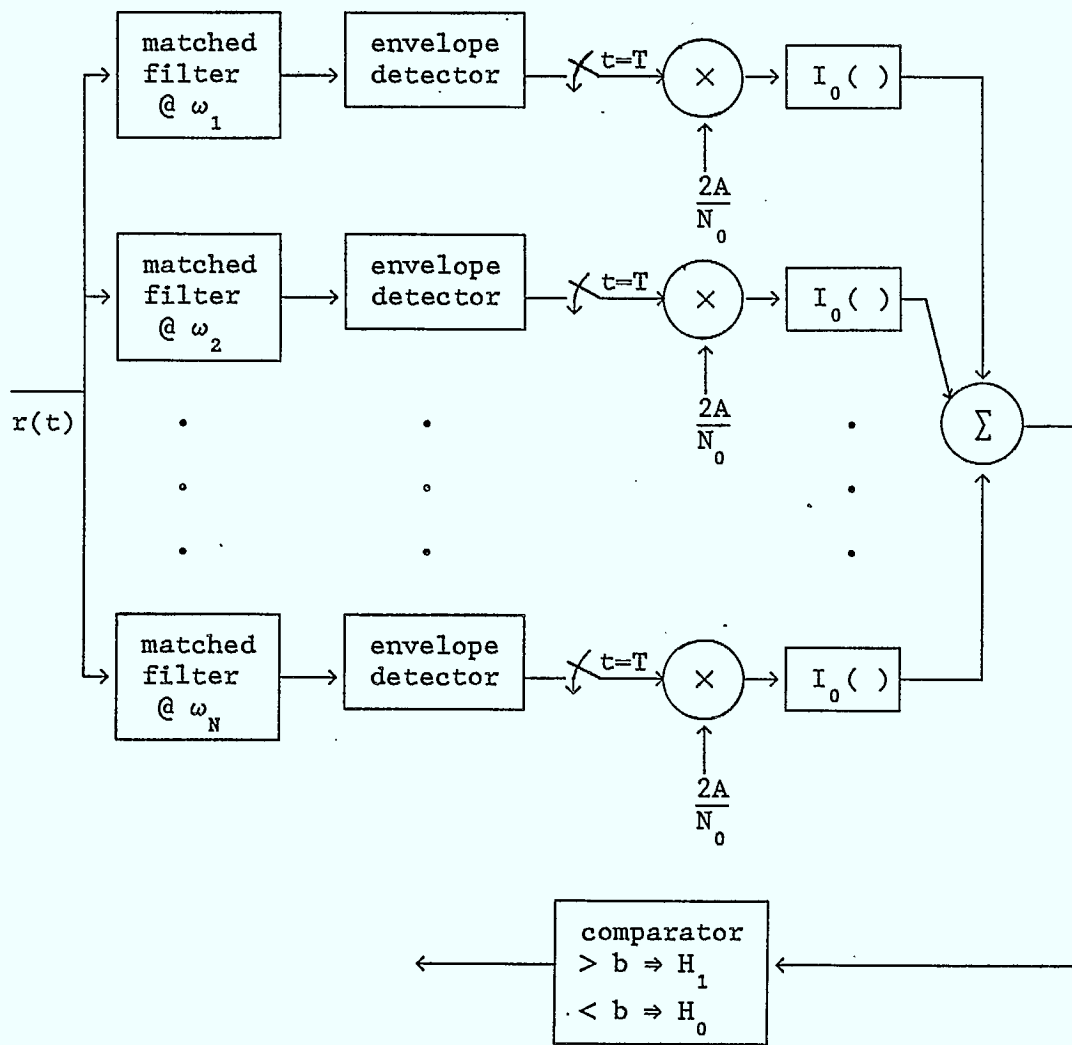 matched
filter
@ ω₁
envelope
detector
t=T
×
I₀( )
2A
N₀
matched
filter
@ ω₂
envelope
detector
t=T
×
I₀( )
2A
N₀
r(t)
Σ
matched
filter
@ ω_N
envelope
detector
t=T
×
I₀( )
2A
N₀
comparator
> b ⇒ H₁
< b ⇒ H₀